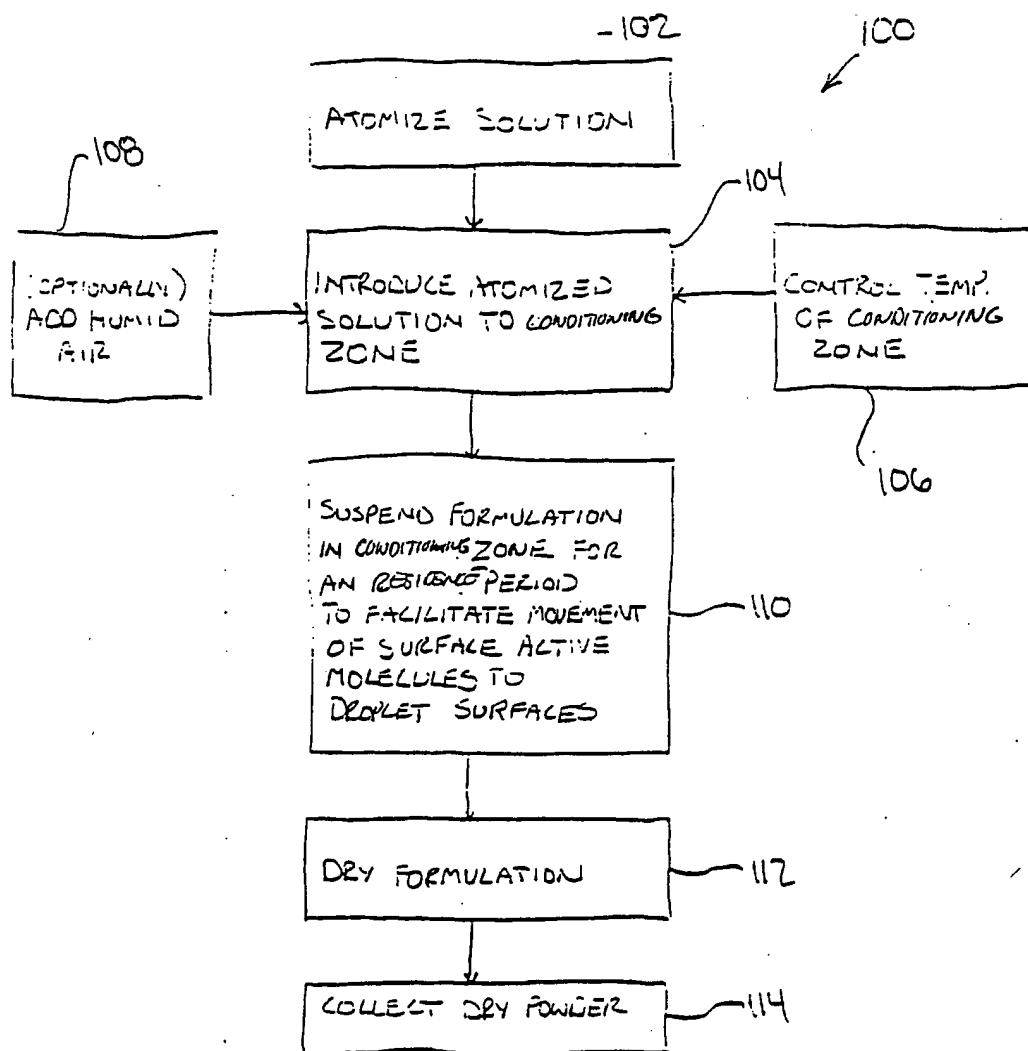 102
100
ATOMIZE SOLUTION
108
104
(OPTIONALLY)
ADD HUMID
AIR
INTRODUCE ATOMIZED
SOLUTION TO CONDITIONING
ZONE
CONTROL TEMP.
OF CONDITIONING
ZONE
106
SUSPEND FORMULATION
IN CONDITIONING ZONE FOR
AN RESIDENCE PERIOD
TO FACILITATE MOVEMENT
OF SURFACE ACTIVE
MOLECULES TO
DROPLET SURFACES
110
DRY FORMULATION
112
COLLECT DRY POWDER
114